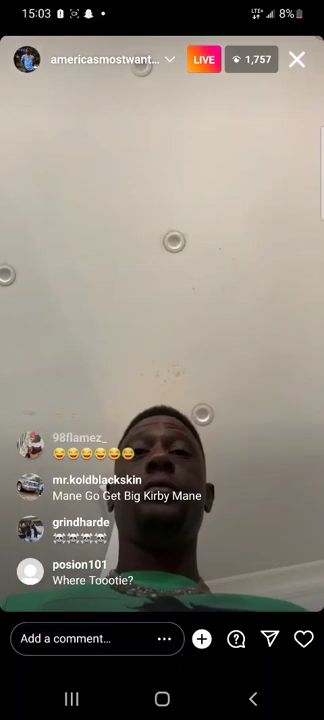 15:03
LTE+
8%
americasmostwant...
LIVE
1,757
98flamez_
😂😂😂😂😂😂
mr.koldblackskin
Mane Go Get Big Kirby Mane
grindharde
☠️☠️☠️☠️
posion101
Where Toootie?
Add a comment...